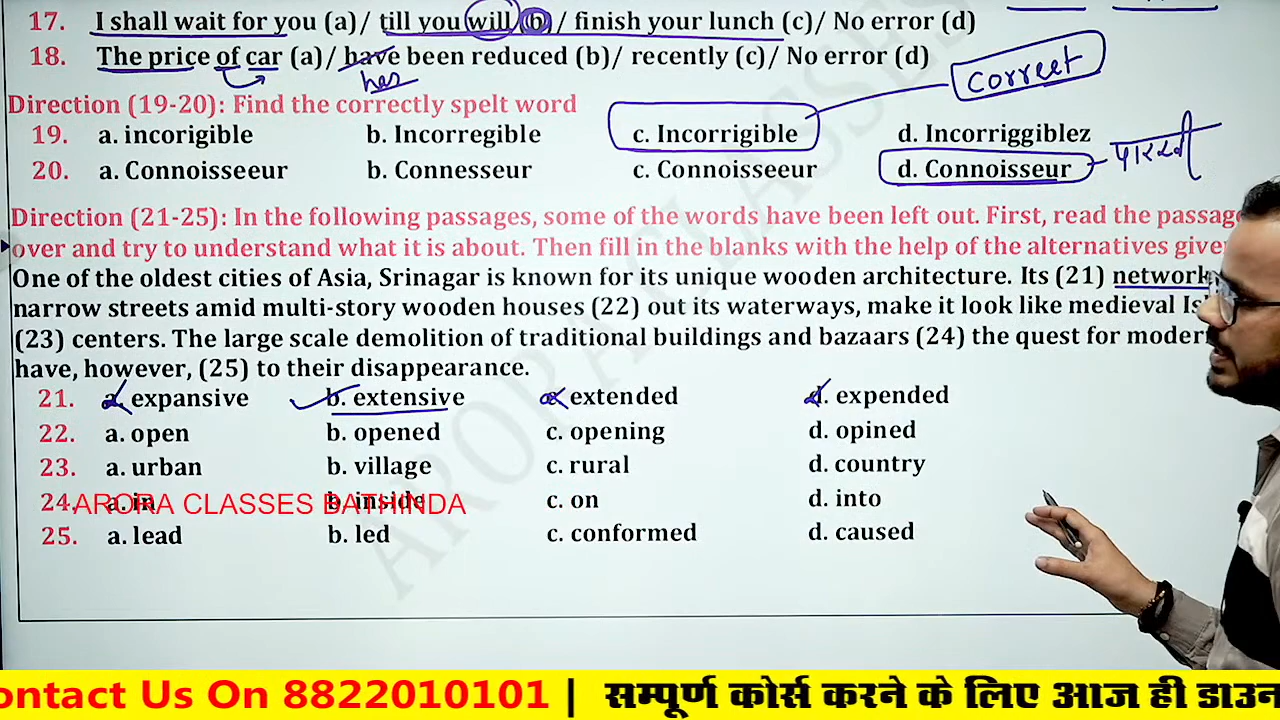 17. I shall wait for you (a)/ till you will (b)/ finish your lunch (c)/ No error (d)
18. The price of car (a)/ have been reduced (b)/ recently (c)/ No error (d)
has
correct
Direction (19-20): Find the correctly spelt word
19. a. incorigible b. Incorregible c. Incorrigible d. Incorriggiblez
20. a. Connoisseeur b. Connesseur c. Connoisseeur d. Connoisseur
Direction (21-25): In the following passages, some of the words have been left out. First, read the passage
over and try to understand what it is about. Then fill in the blanks with the help of the alternatives given
One of the oldest cities of Asia, Srinagar is known for its unique wooden architecture. Its (21) network
narrow streets amid multi-story wooden houses (22) out its waterways, make it look like medieval
(23) centers. The large scale demolition of traditional buildings and bazaars (24) the quest for
have, however, (25) to their disappearance.
21. a. expansive b. extensive c. extended d. expended
22. a. open b. opened c. opening d. opined
23. a. urban b. village c. rural d. country
24. a. in b. inside c. on d. into
ARORA CLASSES BATHINDA
25. a. lead b. led c. conformed d. caused
ARORA CLASSES
ontact Us On 8822010101 | सम्पूर्ण कोर्स करने के लिए आज ही डाउन